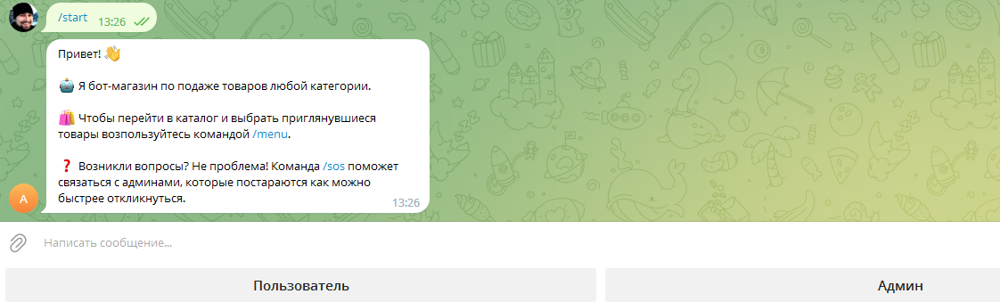 /start 13:26
Привет! 👋
🤖 Я бот-магазин по подаже товаров любой категории.
🛍️ Чтобы перейти в каталог и выбрать приглянувшиеся
товары возпользуйтесь командой /menu.
❓ Возникли вопросы? Не проблема! Команда /sos поможет
связаться с админами, которые постараются как можно
быстрее откликнуться.
13:26
A
Написать сообщение...
Пользователь
Админ